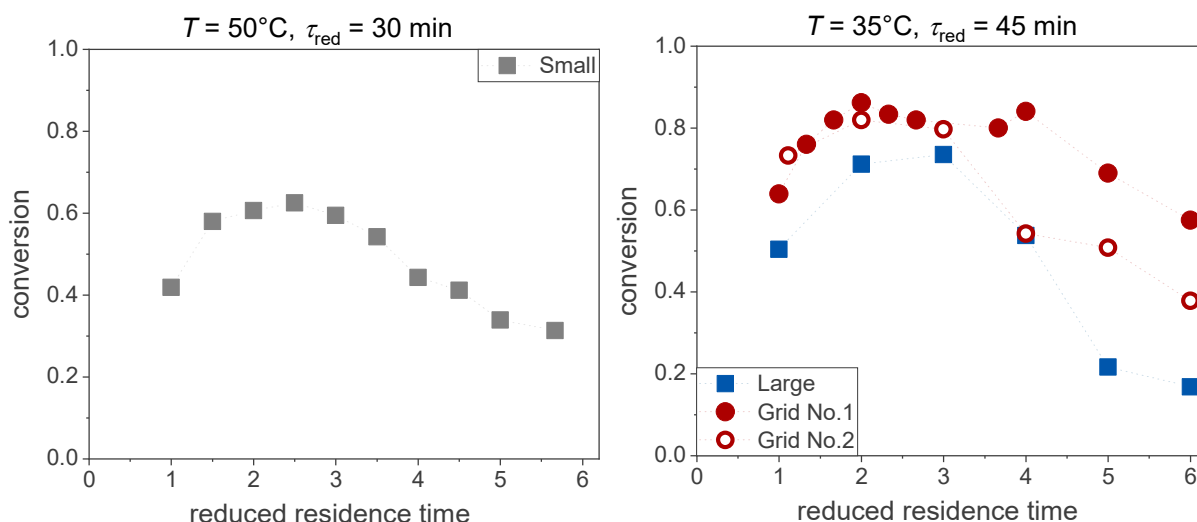 T = 50°C, τred = 30 min
1.0
0.8
0.6
0.4
0.2
0.0
conversion
Small
0 1 2 3 4 5 6
reduced residence time
T = 35°C, τred = 45 min
1.0
0.8
0.6
0.4
0.2
0.0
conversion
Large
Grid No.1
Grid No.2
0 1 2 3 4 5 6
reduced residence time